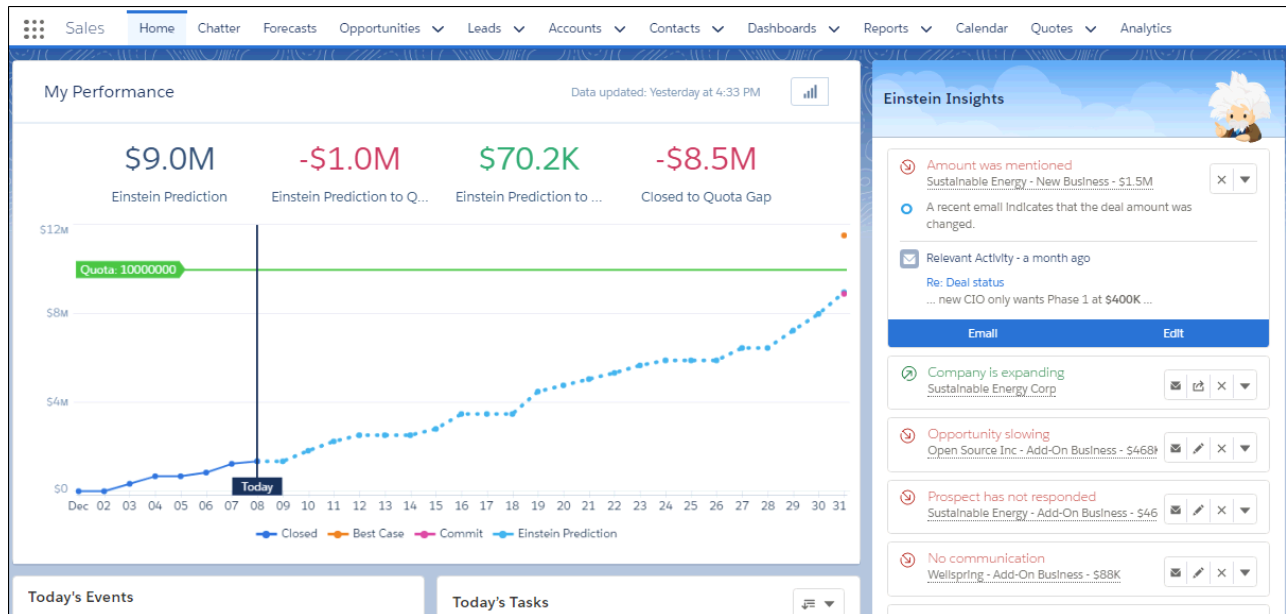 Sales Home Chatter Forecasts Opportunities Leads Accounts Contacts Dashboards Reports Calendar Quotes Analytics
My Performance
Data updated: Yesterday at 4:33 PM
$9.0M -$1.0M $70.2K -$8.5M
Einstein Prediction Einstein Prediction to Q... Einstein Prediction to ... Closed to Quota Gap
$12M
Quota: 10000000
$8M
$4M
$0
Today
Dec 02 03 04 05 06 07 08 09 10 11 12 13 14 15 16 17 18 19 20 21 22 23 24 25 26 27 28 29 30 31
Closed Best Case Commit Einstein Prediction
Today's Events
Today's Tasks
Einstein Insights
Amount was mentioned
Sustainable Energy - New Business - $1.5M
A recent email indicates that the deal amount was
changed.
Relevant Activity - a month ago
Re: Deal status
... new CIO only wants Phase 1 at $400K ...
Email Edit
Company is expanding
Sustainable Energy Corp
Opportunity slowing
Open Source Inc - Add-On Business - $468K
Prospect has not responded
Sustainable Energy - Add-On Business - $46
No communication
Wellspring - Add-On Business - $88K